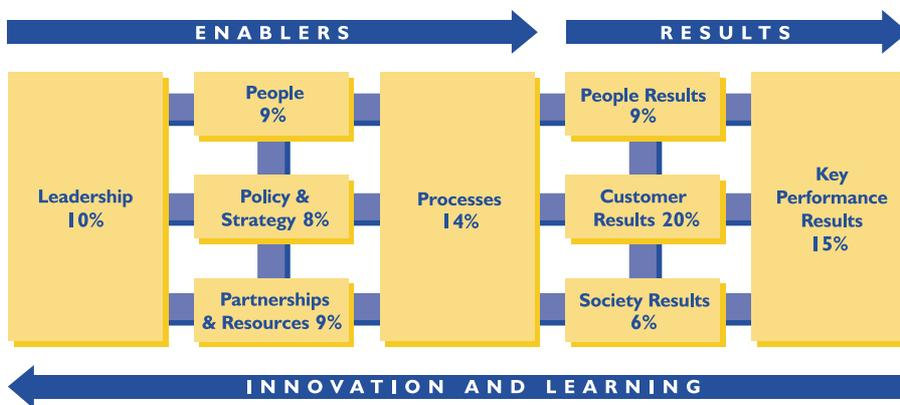 ENABLERS
RESULTS
Leadership
10%
People
9%
Policy &
Strategy 8%
Partnerships
& Resources 9%
Processes
14%
People Results
9%
Customer
Results 20%
Society Results
6%
Key
Performance
Results
15%
INNOVATION AND LEARNING